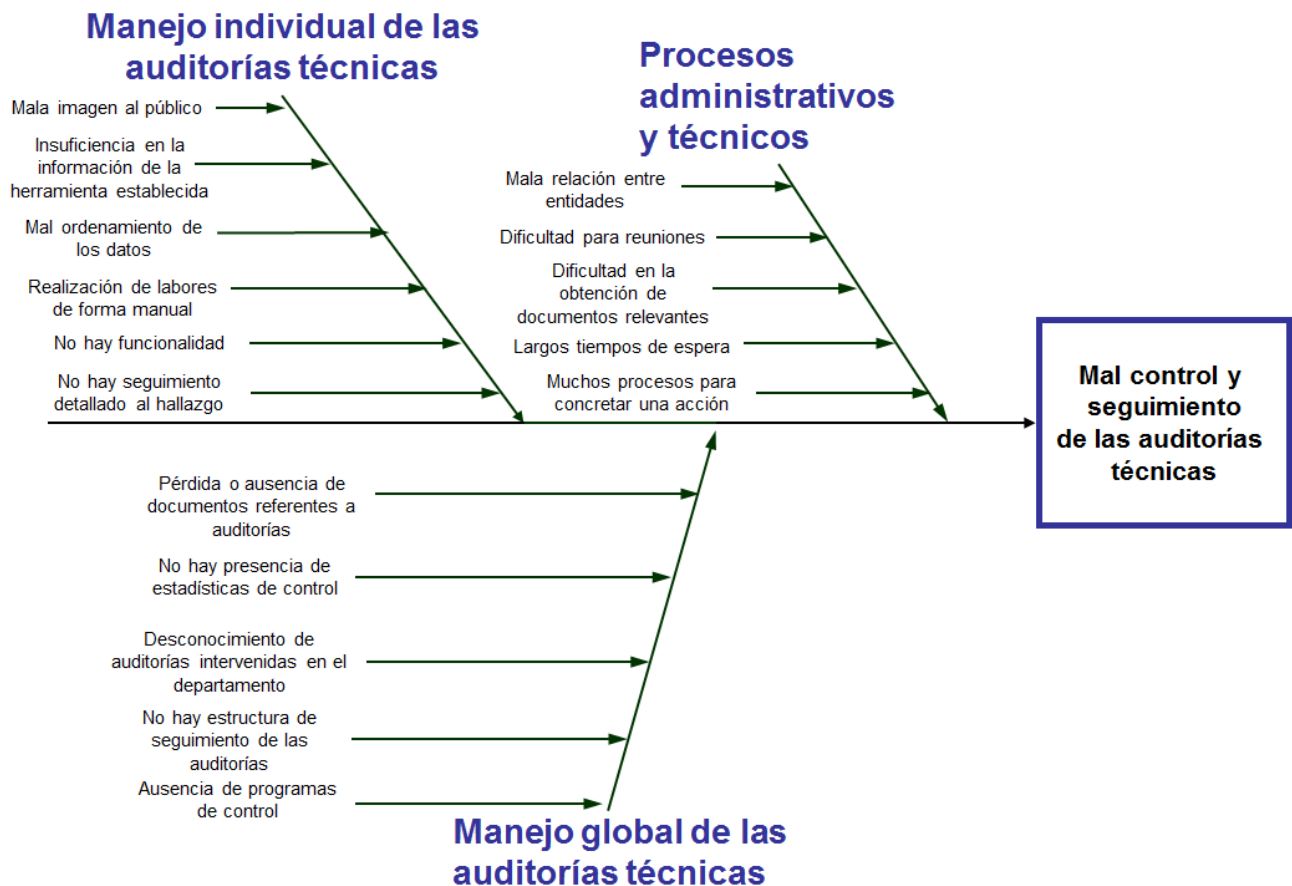 Manejo individual de las
auditorías técnicas
Mala imagen al público
Insuficiencia en la
información de la
herramienta establecida
Mal ordenamiento de
los datos
Realización de labores
de forma manual
No hay funcionalidad
No hay seguimiento
detallado al hallazgo
Procesos
administrativos
y técnicos
Mala relación entre
entidades
Dificultad para reuniones
Dificultad en la
obtención de
documentos relevantes
Largos tiempos de espera
Muchos procesos para
concretar una acción
Mal control y
seguimiento
de las auditorías
técnicas
Pérdida o ausencia de
documentos referentes a
auditorías
No hay presencia de
estadísticas de control
Desconocimiento de
auditorías intervenidas en el
departamento
No hay estructura de
seguimiento de las
auditorías
Ausencia de programas
de control
Manejo global de las
auditorías técnicas